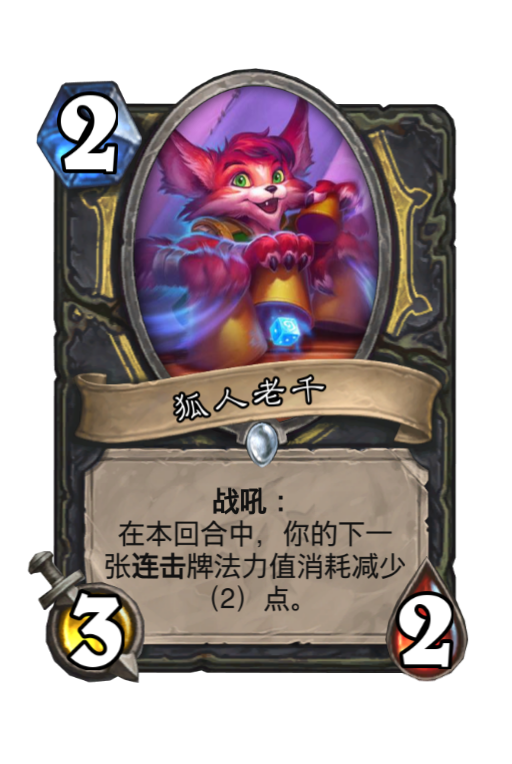 2
狐人老千
战吼：
在本回合中，你的下一
张连击牌法力值消耗减少
（2）点。
3
2